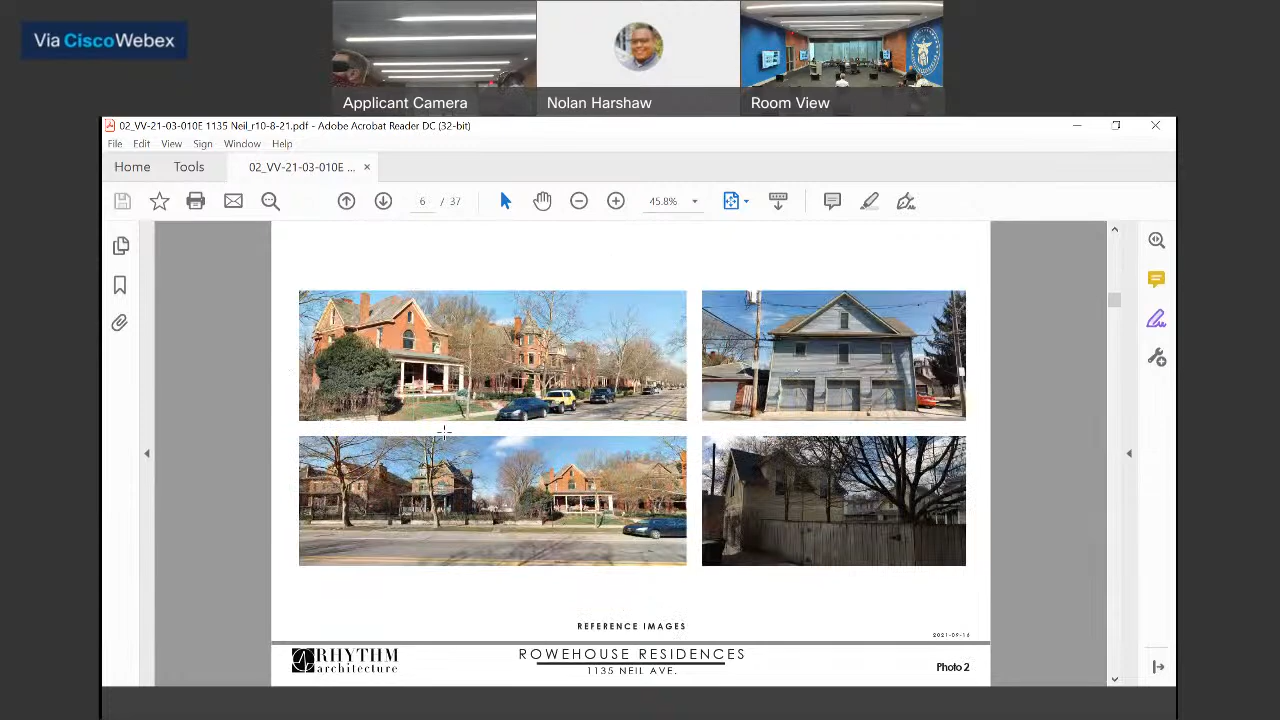 Via CiscoWebex
Applicant Camera
Nolan Harshaw
Room View
02_VV-21-03-010E 1135 Neil_r10-8-21.pdf - Adobe Acrobat Reader DC (32-bit)
File Edit View Sign Window Help
Home Tools 02_VV-21-03-010E ...
6 / 37 45.8%
REFERENCE IMAGES
2021-09-16
RHYTHM
architecture
ROWEHOUSE RESIDENCES
1135 NEIL AVE.
Photo 2